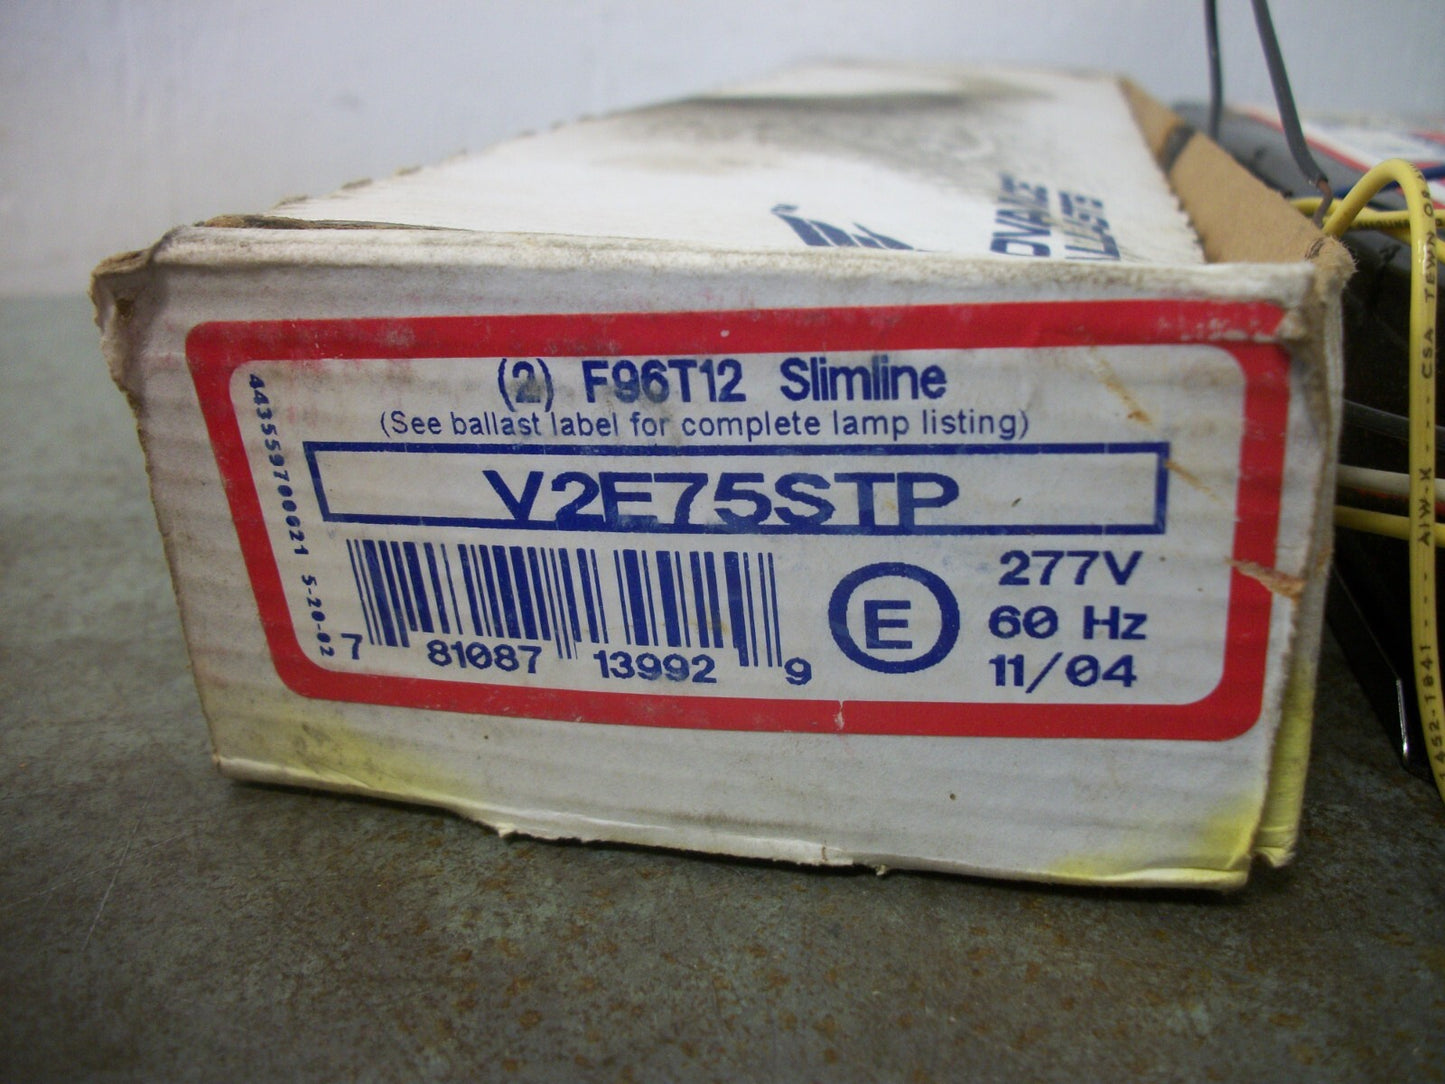 (2) F96T12 Slimline
(See ballast label for complete lamp listing)
V2E75STP
443559700621 5-20-02
7 81087 13992 9
E
277V
60 Hz
11/04